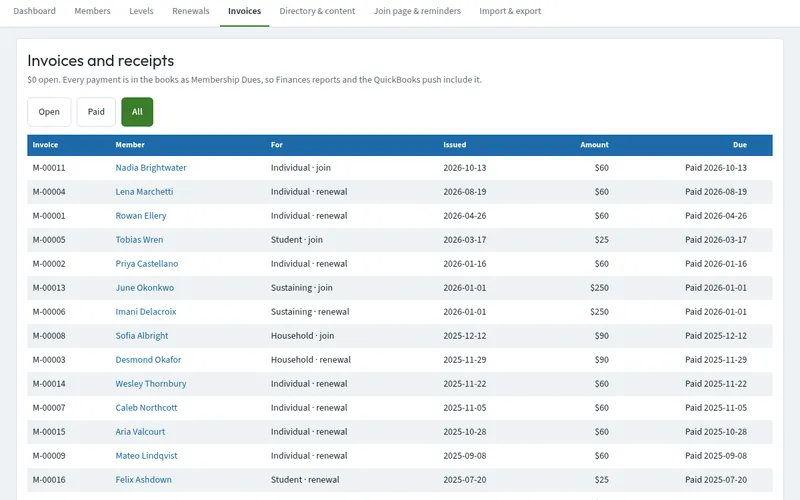 Dashboard Members Levels Renewals Invoices Directory & content Join page & reminders Import & export
Invoices and receipts
$0 open. Every payment is in the books as Membership Dues, so Finances reports and the QuickBooks push include it.
Open Paid All
Invoice Member For Issued Amount Due
M-00011 Nadia Brightwater Individual · join 2026-10-13 $60 Paid 2026-10-13
M-00004 Lena Marchetti Individual · renewal 2026-08-19 $60 Paid 2026-08-19
M-00001 Rowan Ellery Individual · renewal 2026-04-26 $60 Paid 2026-04-26
M-00005 Tobias Wren Student · join 2026-03-17 $25 Paid 2026-03-17
M-00002 Priya Castellano Individual · renewal 2026-01-16 $60 Paid 2026-01-16
M-00013 June Okonkwo Sustaining · join 2026-01-01 $250 Paid 2026-01-01
M-00006 Imani Delacroix Sustaining · renewal 2026-01-01 $250 Paid 2026-01-01
M-00008 Sofia Albright Household · join 2025-12-12 $90 Paid 2025-12-12
M-00003 Desmond Okafor Household · renewal 2025-11-29 $90 Paid 2025-11-29
M-00014 Wesley Thornbury Individual · renewal 2025-11-22 $60 Paid 2025-11-22
M-00007 Caleb Northcott Individual · renewal 2025-11-05 $60 Paid 2025-11-05
M-00015 Aria Valcourt Individual · renewal 2025-10-28 $60 Paid 2025-10-28
M-00009 Mateo Lindqvist Individual · renewal 2025-09-08 $60 Paid 2025-09-08
M-00016 Felix Ashdown Student · renewal 2025-07-20 $25 Paid 2025-07-20